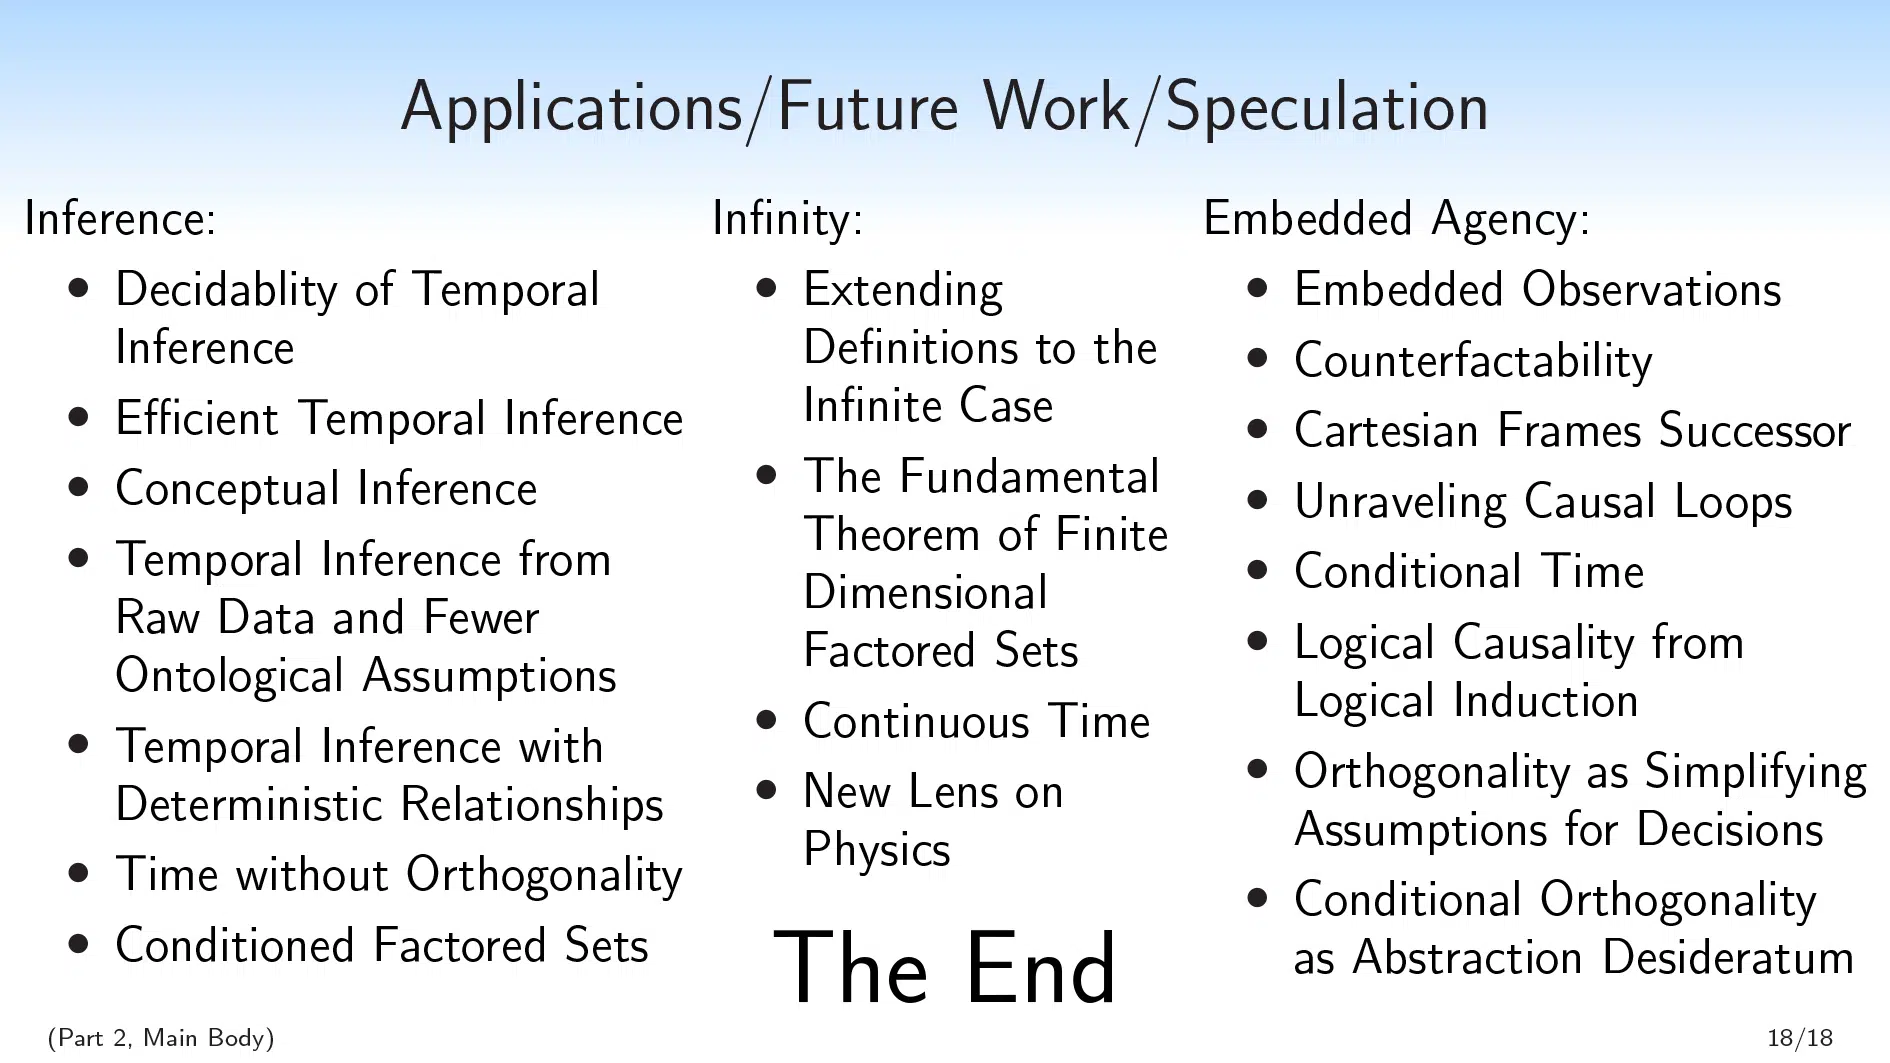 Applications/Future Work/Speculation
Inference:
• Decidablity of Temporal
Inference
• Efficient Temporal Inference
• Conceptual Inference
• Temporal Inference from
Raw Data and Fewer
Ontological Assumptions
• Temporal Inference with
Deterministic Relationships
• Time without Orthogonality
• Conditioned Factored Sets
Infinity:
• Extending
Definitions to the
Infinite Case
• The Fundamental
Theorem of Finite
Dimensional
Factored Sets
• Continuous Time
• New Lens on
Physics
The End
Embedded Agency:
• Embedded Observations
• Counterfactability
• Cartesian Frames Successor
• Unraveling Causal Loops
• Conditional Time
• Logical Causality from
Logical Induction
• Orthogonality as Simplifying
Assumptions for Decisions
• Conditional Orthogonality
as Abstraction Desideratum
(Part 2, Main Body)
18/18